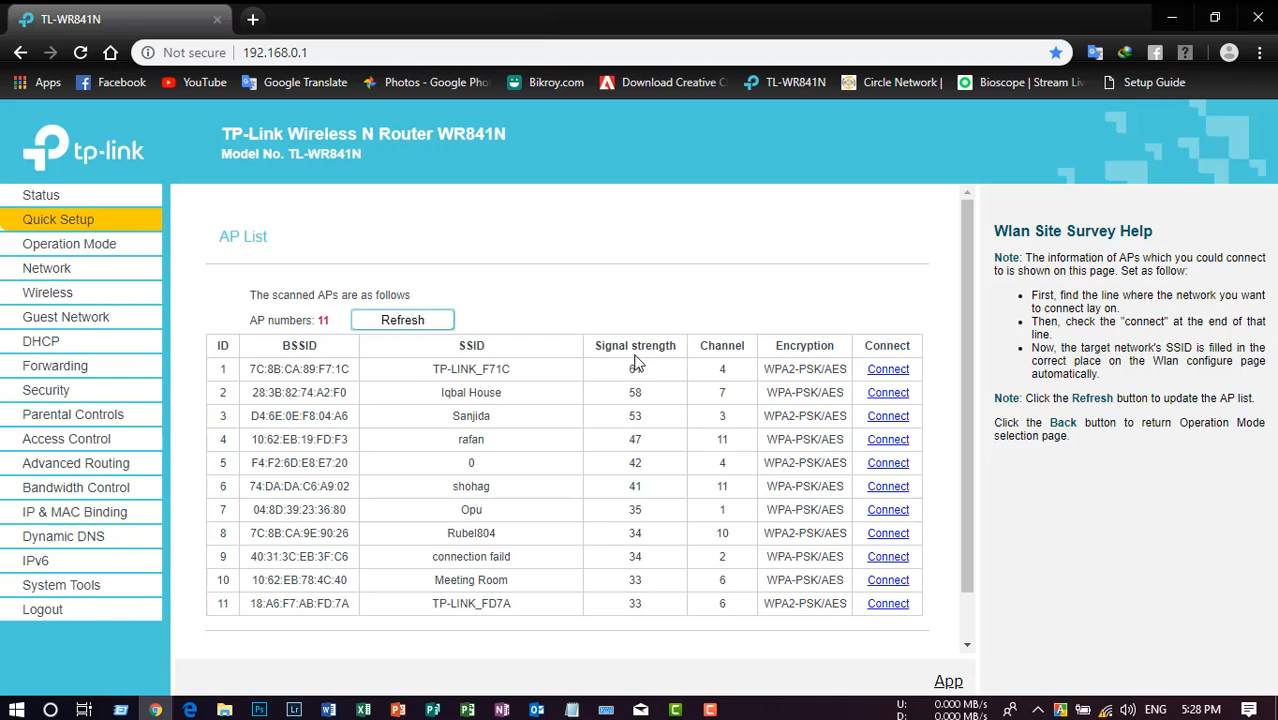 TL-WR841N
Not secure 192.168.0.1
Apps Facebook YouTube Google Translate Photos - Google Pho Bikroy.com Download Creative C TL-WR841N Circle Network | Bioscope | Stream Liv Setup Guide
tp-link
TP-Link Wireless N Router WR841N
Model No. TL-WR841N
Status
Quick Setup
Operation Mode
Network
Wireless
Guest Network
DHCP
Forwarding
Security
Parental Controls
Access Control
Advanced Routing
Bandwidth Control
IP & MAC Binding
Dynamic DNS
IPv6
System Tools
Logout
AP List
The scanned APs are as follows
AP numbers: 11 Refresh
ID BSSID SSID Signal strength Channel Encryption Connect
1 7C:8B:CA:89:F7:1C TP-LINK_F71C 4 WPA2-PSK/AES Connect
2 28:3B:82:74:A2:F0 Iqbal House 58 7 WPA-PSK/AES Connect
3 D4:6E:0E:F8:04:A6 Sanjida 53 3 WPA2-PSK/AES Connect
4 10:62:EB:19:FD:F3 rafan 47 11 WPA-PSK/AES Connect
5 F4:F2:6D:E8:E7:20 0 42 4 WPA2-PSK/AES Connect
6 74:DA:DA:C6:A9:02 shohag 41 11 WPA-PSK/AES Connect
7 04:8D:39:23:36:80 Opu 35 1 WPA-PSK/AES Connect
8 7C:8B:CA:9E:90:26 Rubel804 34 10 WPA2-PSK/AES Connect
9 40:31:3C:EB:3F:C6 connection faild 34 2 WPA-PSK/AES Connect
10 10:62:EB:78:4C:40 Meeting Room 33 6 WPA-PSK/AES Connect
11 18:A6:F7:AB:FD:7A TP-LINK_FD7A 33 6 WPA2-PSK/AES Connect
App
Wlan Site Survey Help
Note: The information of APs which you could connect
to is shown on this page. Set as follow:
• First, find the line where the network you want
to connect lay on.
• Then, check the "connect" at the end of that
line.
• Now, the target network's SSID is filled in the
correct place on the Wlan configure page
automatically.
Note: Click the Refresh button to update the AP list.
Click the Back button to return Operation Mode
selection page.
U: 0.000 MB/s
D: 0.000 MB/s
5:28 PM